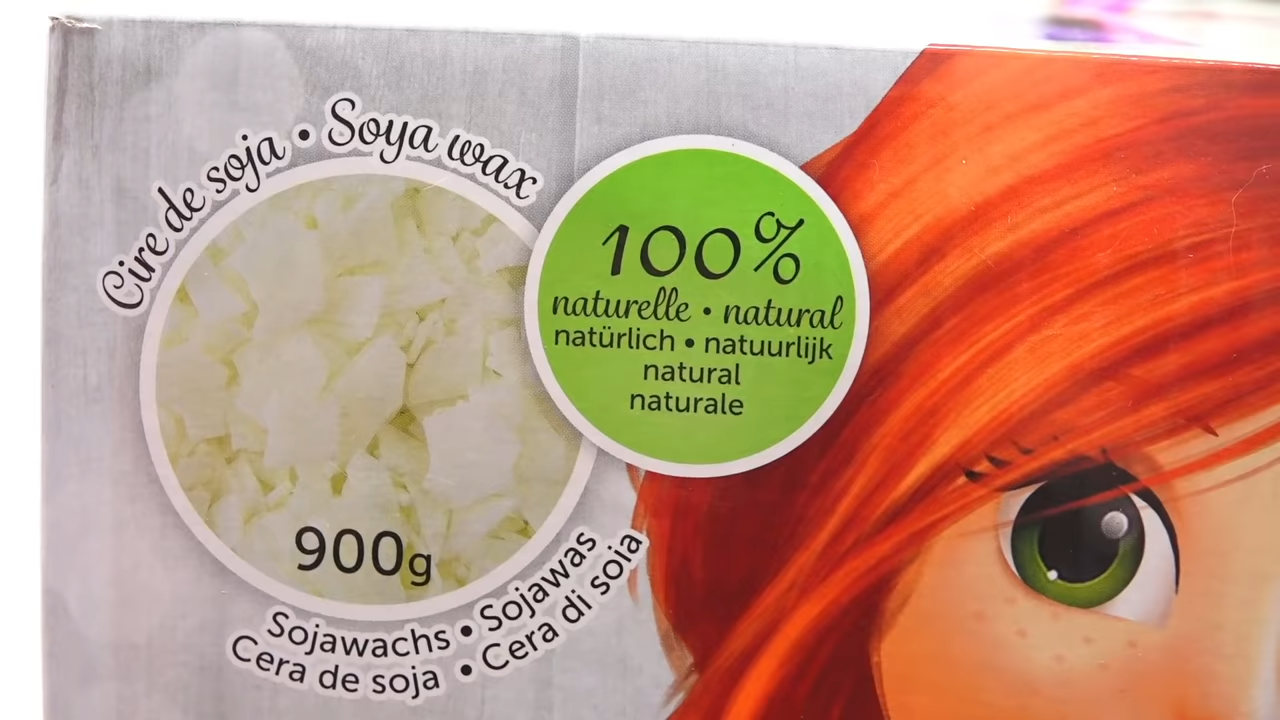 Cire de soja • Soya wax
900g
Sojawachs • Sojawas
Cera de soja • Cera di soia
100%
naturelle • natural
natürlich • natuurlijk
natural
naturale